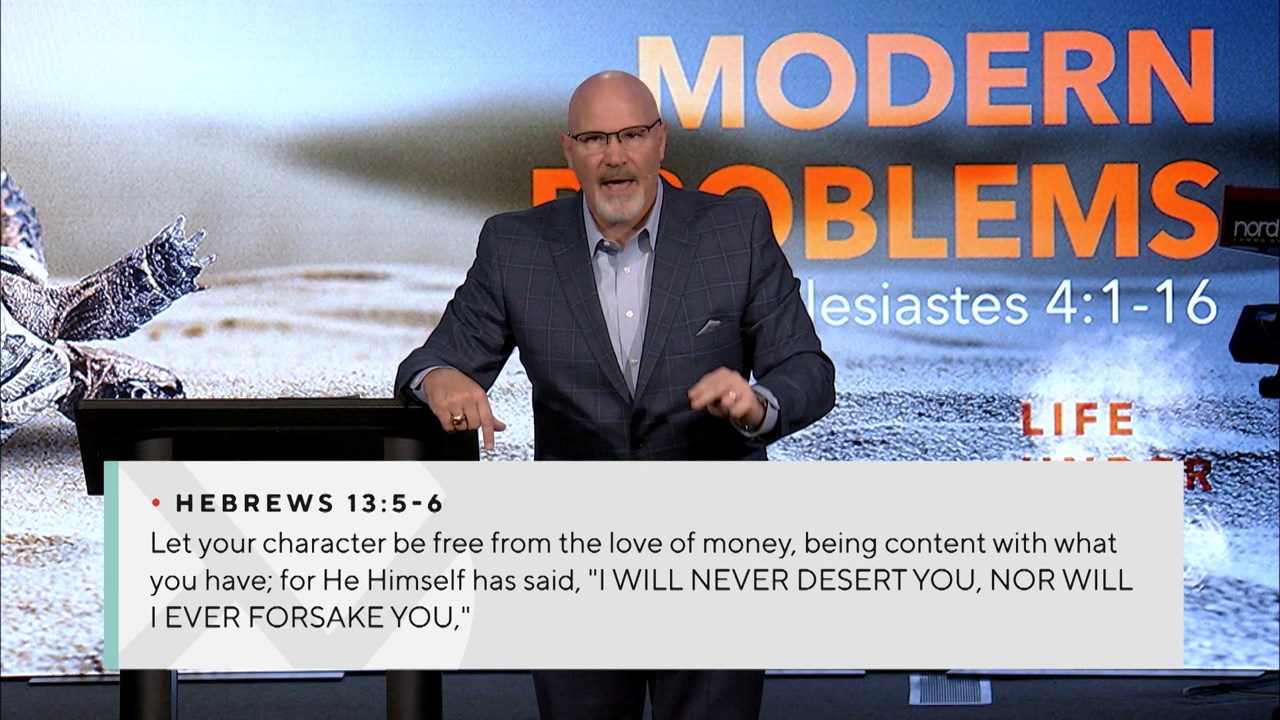 MODERN
PROBLEMS
lesiastes 4:1-16
nord
LIFE
• HEBREWS 13:5-6
Let your character be free from the love of money, being content with what
you have; for He Himself has said, "I WILL NEVER DESERT YOU, NOR WILL
I EVER FORSAKE YOU,"